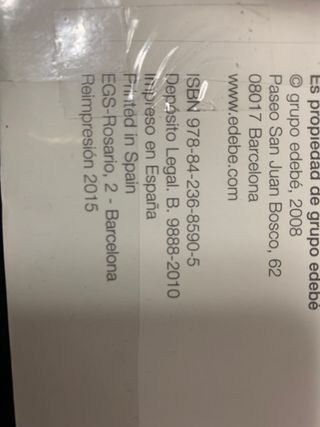 Es propiedad de grupo edebé
© grupo edebé, 2008
Paseo San Juan Bosco, 62
08017 Barcelona
www.edebe.com
ISBN 978-84-236-8590-5
Depósito Legal. B. 9888-2010
Impreso en España
Printed in Spain
EGS-Rosario, 2 - Barcelona
Reimpresión 2015